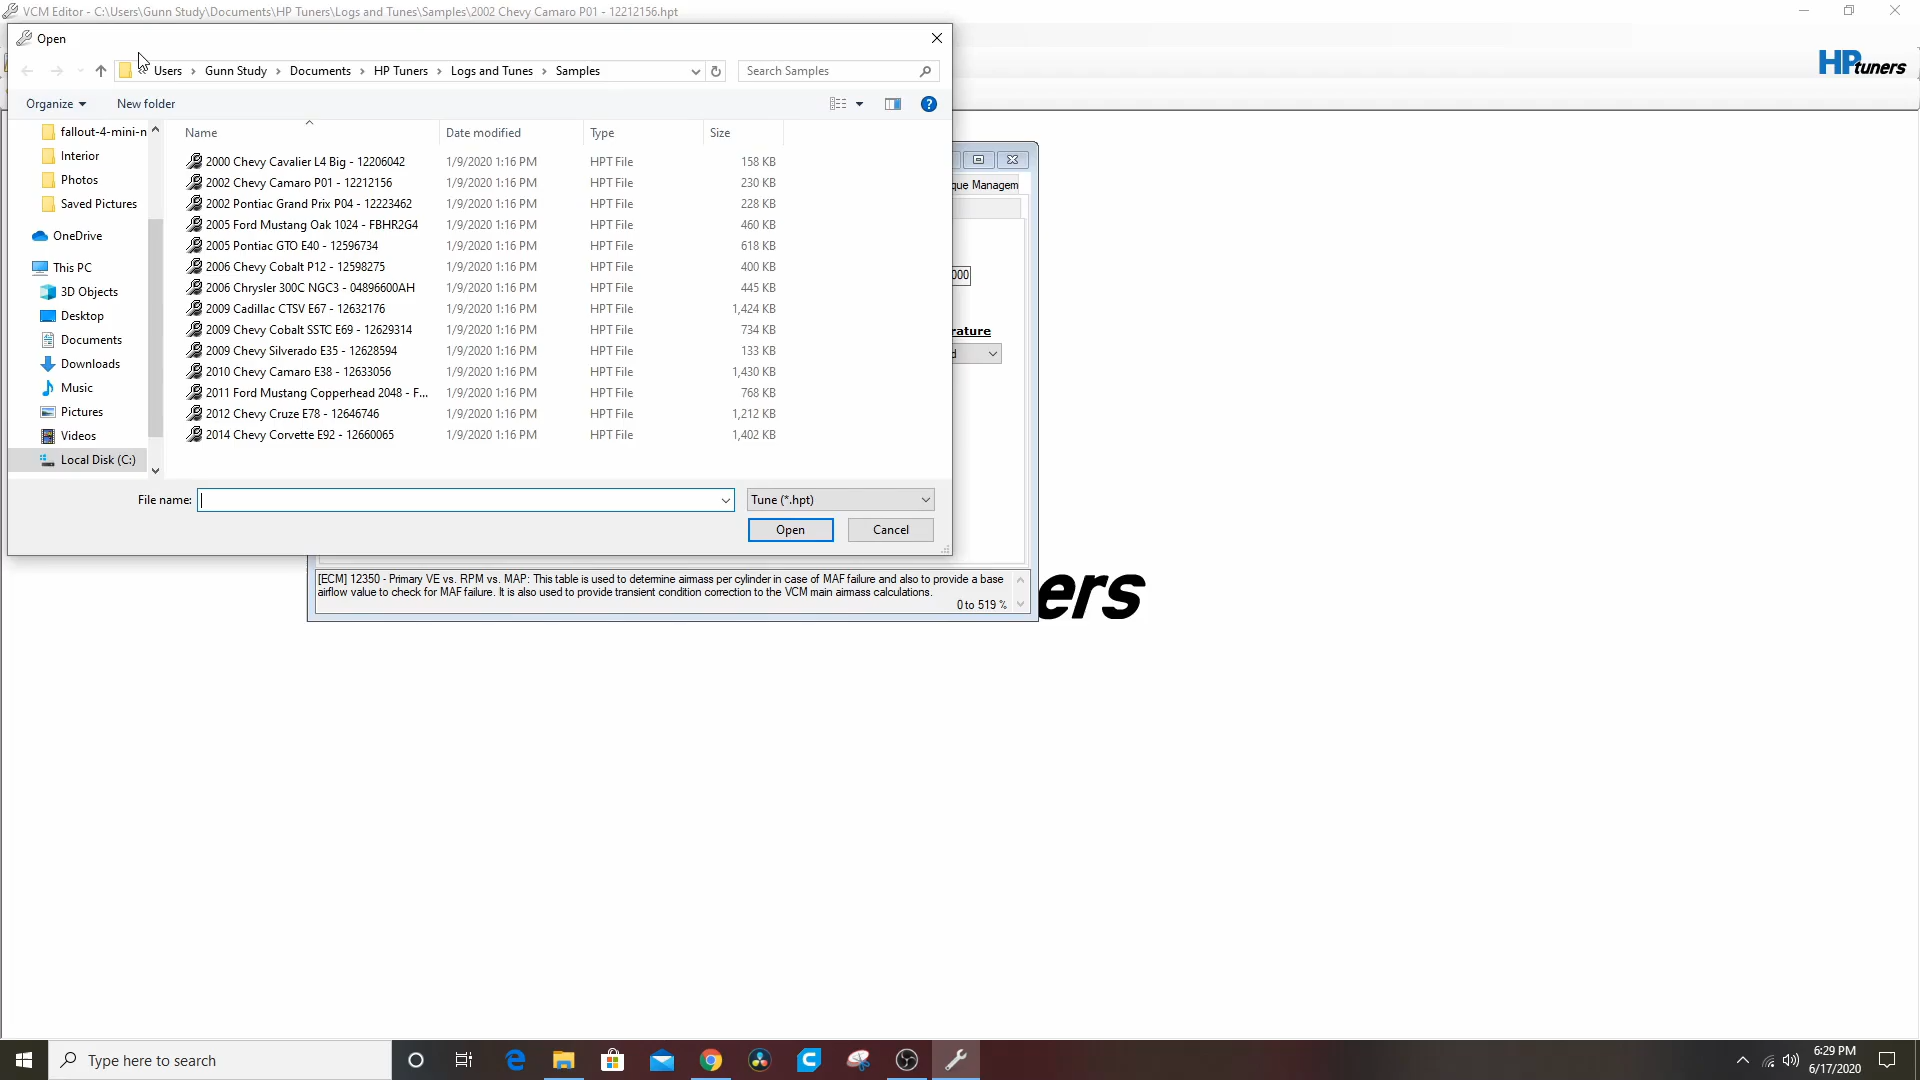 VCM Editor - C:\Users\Gunn Study\Documents\HP Tuners\Logs and Tunes\Samples\2002 Chevy Camaro P01 - 12212156.hpt
Open
« Users › Gunn Study › Documents › HP Tuners › Logs and Tunes › Samples
Search Samples
HPtuners
Organize
New folder
Name Date modified Type Size
fallout-4-mini-n
Interior
Photos
Saved Pictures
OneDrive
This PC
3D Objects
Desktop
Documents
Downloads
Music
Pictures
Videos
Local Disk (C:)
2000 Chevy Cavalier L4 Big - 12206042 1/9/2020 1:16 PM HPT File 158 KB
2002 Chevy Camaro P01 - 12212156 1/9/2020 1:16 PM HPT File 230 KB
2002 Pontiac Grand Prix P04 - 12223462 1/9/2020 1:16 PM HPT File 228 KB
2005 Ford Mustang Oak 1024 - FBHR2G4 1/9/2020 1:16 PM HPT File 460 KB
2005 Pontiac GTO E40 - 12596734 1/9/2020 1:16 PM HPT File 618 KB
2006 Chevy Cobalt P12 - 12598275 1/9/2020 1:16 PM HPT File 400 KB
2006 Chrysler 300C NGC3 - 04896600AH 1/9/2020 1:16 PM HPT File 445 KB
2009 Cadillac CTSV E67 - 12632176 1/9/2020 1:16 PM HPT File 1,424 KB
2009 Chevy Cobalt SSTC E69 - 12629314 1/9/2020 1:16 PM HPT File 734 KB
2009 Chevy Silverado E35 - 12628594 1/9/2020 1:16 PM HPT File 133 KB
2010 Chevy Camaro E38 - 12633056 1/9/2020 1:16 PM HPT File 1,430 KB
2011 Ford Mustang Copperhead 2048 - F... 1/9/2020 1:16 PM HPT File 768 KB
2012 Chevy Cruze E78 - 12646746 1/9/2020 1:16 PM HPT File 1,212 KB
2014 Chevy Corvette E92 - 12660065 1/9/2020 1:16 PM HPT File 1,402 KB
File name:
Tune (*.hpt)
Open
Cancel
que Managem
000
rature
d
[ECM] 12350 - Primary VE vs. RPM vs. MAP: This table is used to determine airmass per cylinder in case of MAF failure and also to provide a base
airflow value to check for MAF failure. It is also used to provide transient condition correction to the VCM main airmass calculations.
0 to 519 %
ers
Type here to search
6:29 PM
6/17/2020